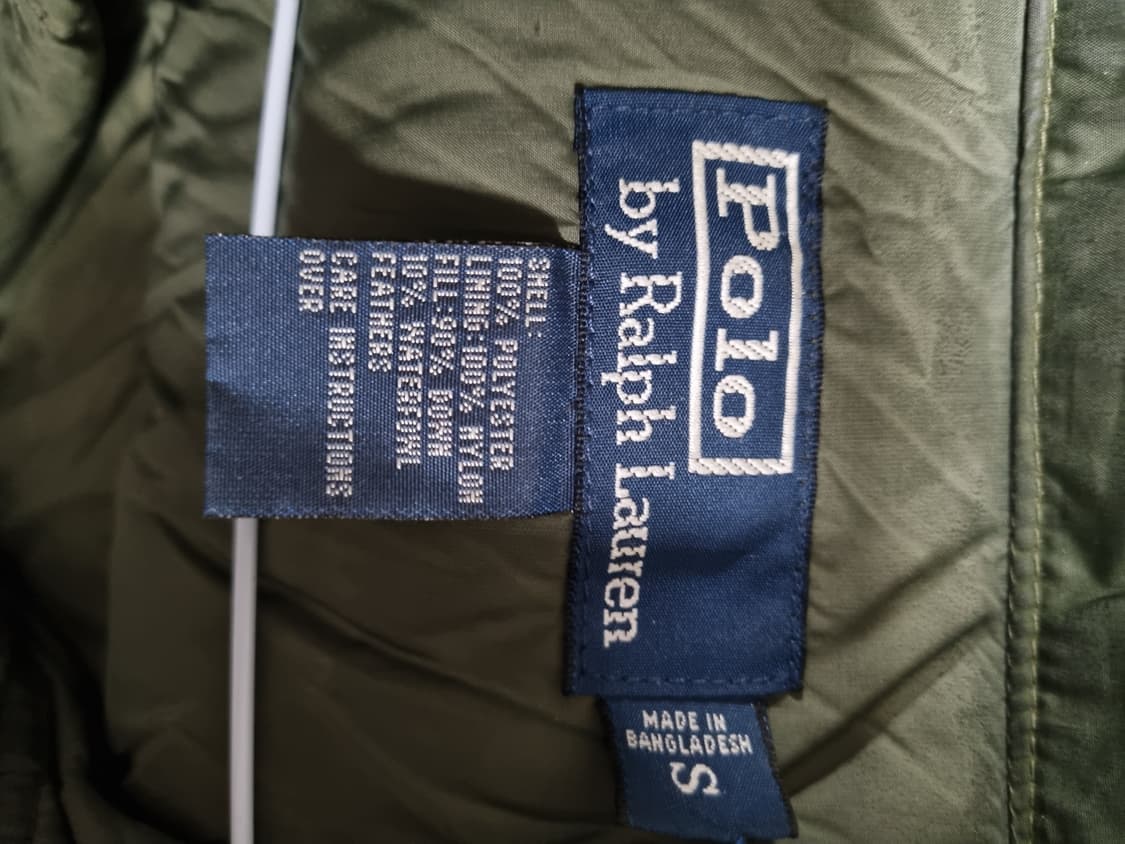 Polo
by Ralph Lauren
MADE IN
BANGLADESH
S
SHELL:
100% POLYESTER
LINING:100% NYLON
FILL:90% DOWN
10% WATERFOWL
FEATHERS
CARE INSTRUCTIONS
OVER